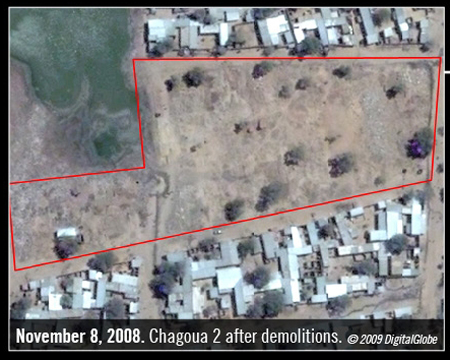 November 8, 2008. Chagoua 2 after demolitions. © 2009 DigitalGlobe